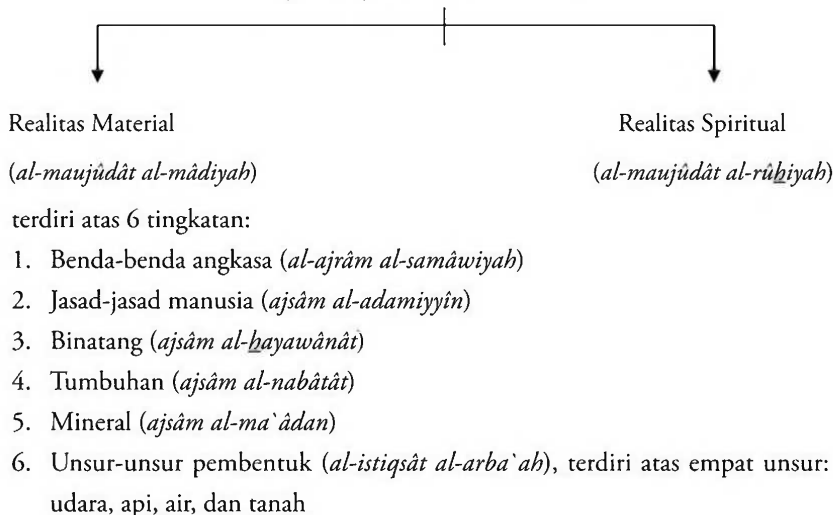 Realitas Material Realitas Spiritual
(al-maujûdât al-mâdiyah) (al-maujûdât al-rûẖiyah)
terdiri atas 6 tingkatan:
1. Benda-benda angkasa (al-ajrâm al-samâwiyah)
2. Jasad-jasad manusia (ajsâm al-adamiyyîn)
3. Binatang (ajsâm al-ẖayawânât)
4. Tumbuhan (ajsâm al-nabâtât)
5. Mineral (ajsâm al-ma`âdan)
6. Unsur-unsur pembentuk (al-istiqsât al-arba`ah), terdiri atas empat unsur:
udara, api, air, dan tanah